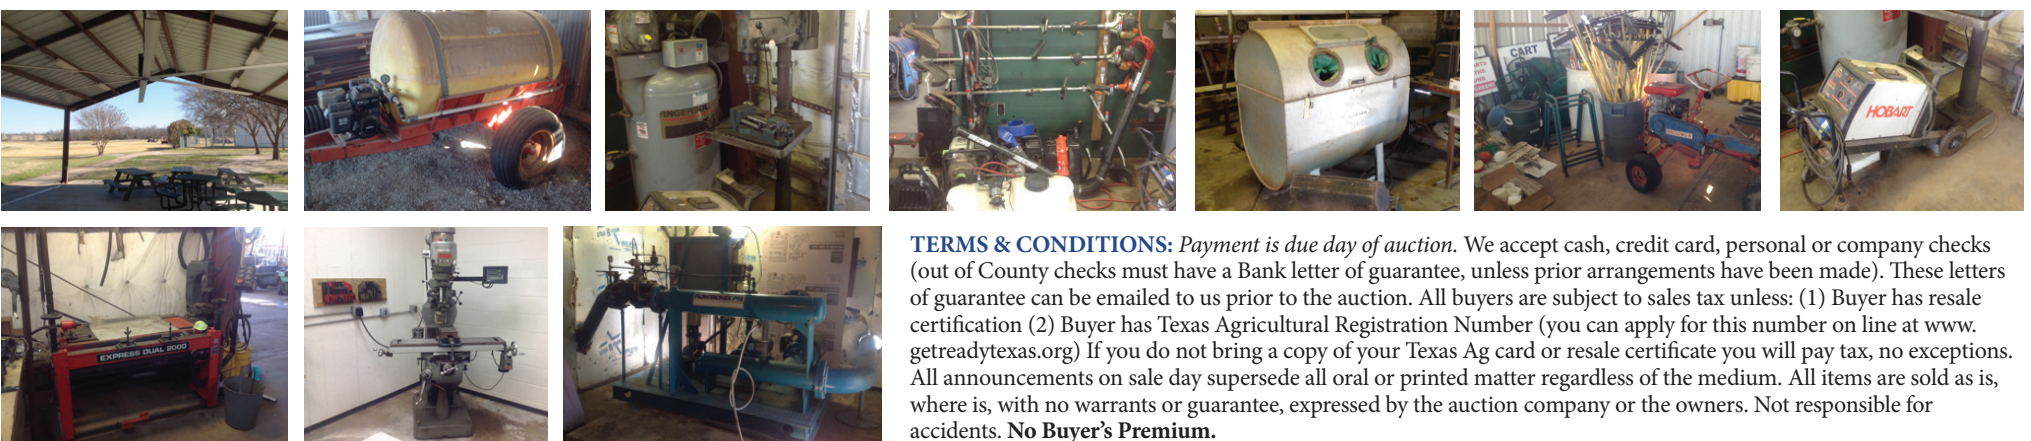 INGERSOLL
CART
HOBART
EXPRESS DUAL 2000
TERMS & CONDITIONS: Payment is due day of auction. We accept cash, credit card, personal or company checks
(out of County checks must have a Bank letter of guarantee, unless prior arrangements have been made). These letters
of guarantee can be emailed to us prior to the auction. All buyers are subject to sales tax unless: (1) Buyer has resale
certification (2) Buyer has Texas Agricultural Registration Number (you can apply for this number on line at www.
getreadytexas.org) If you do not bring a copy of your Texas Ag card or resale certificate you will pay tax, no exceptions.
All announcements on sale day supersede all oral or printed matter regardless of the medium. All items are sold as is,
where is, with no warrants or guarantee, expressed by the auction company or the owners. Not responsible for
accidents. No Buyer's Premium.